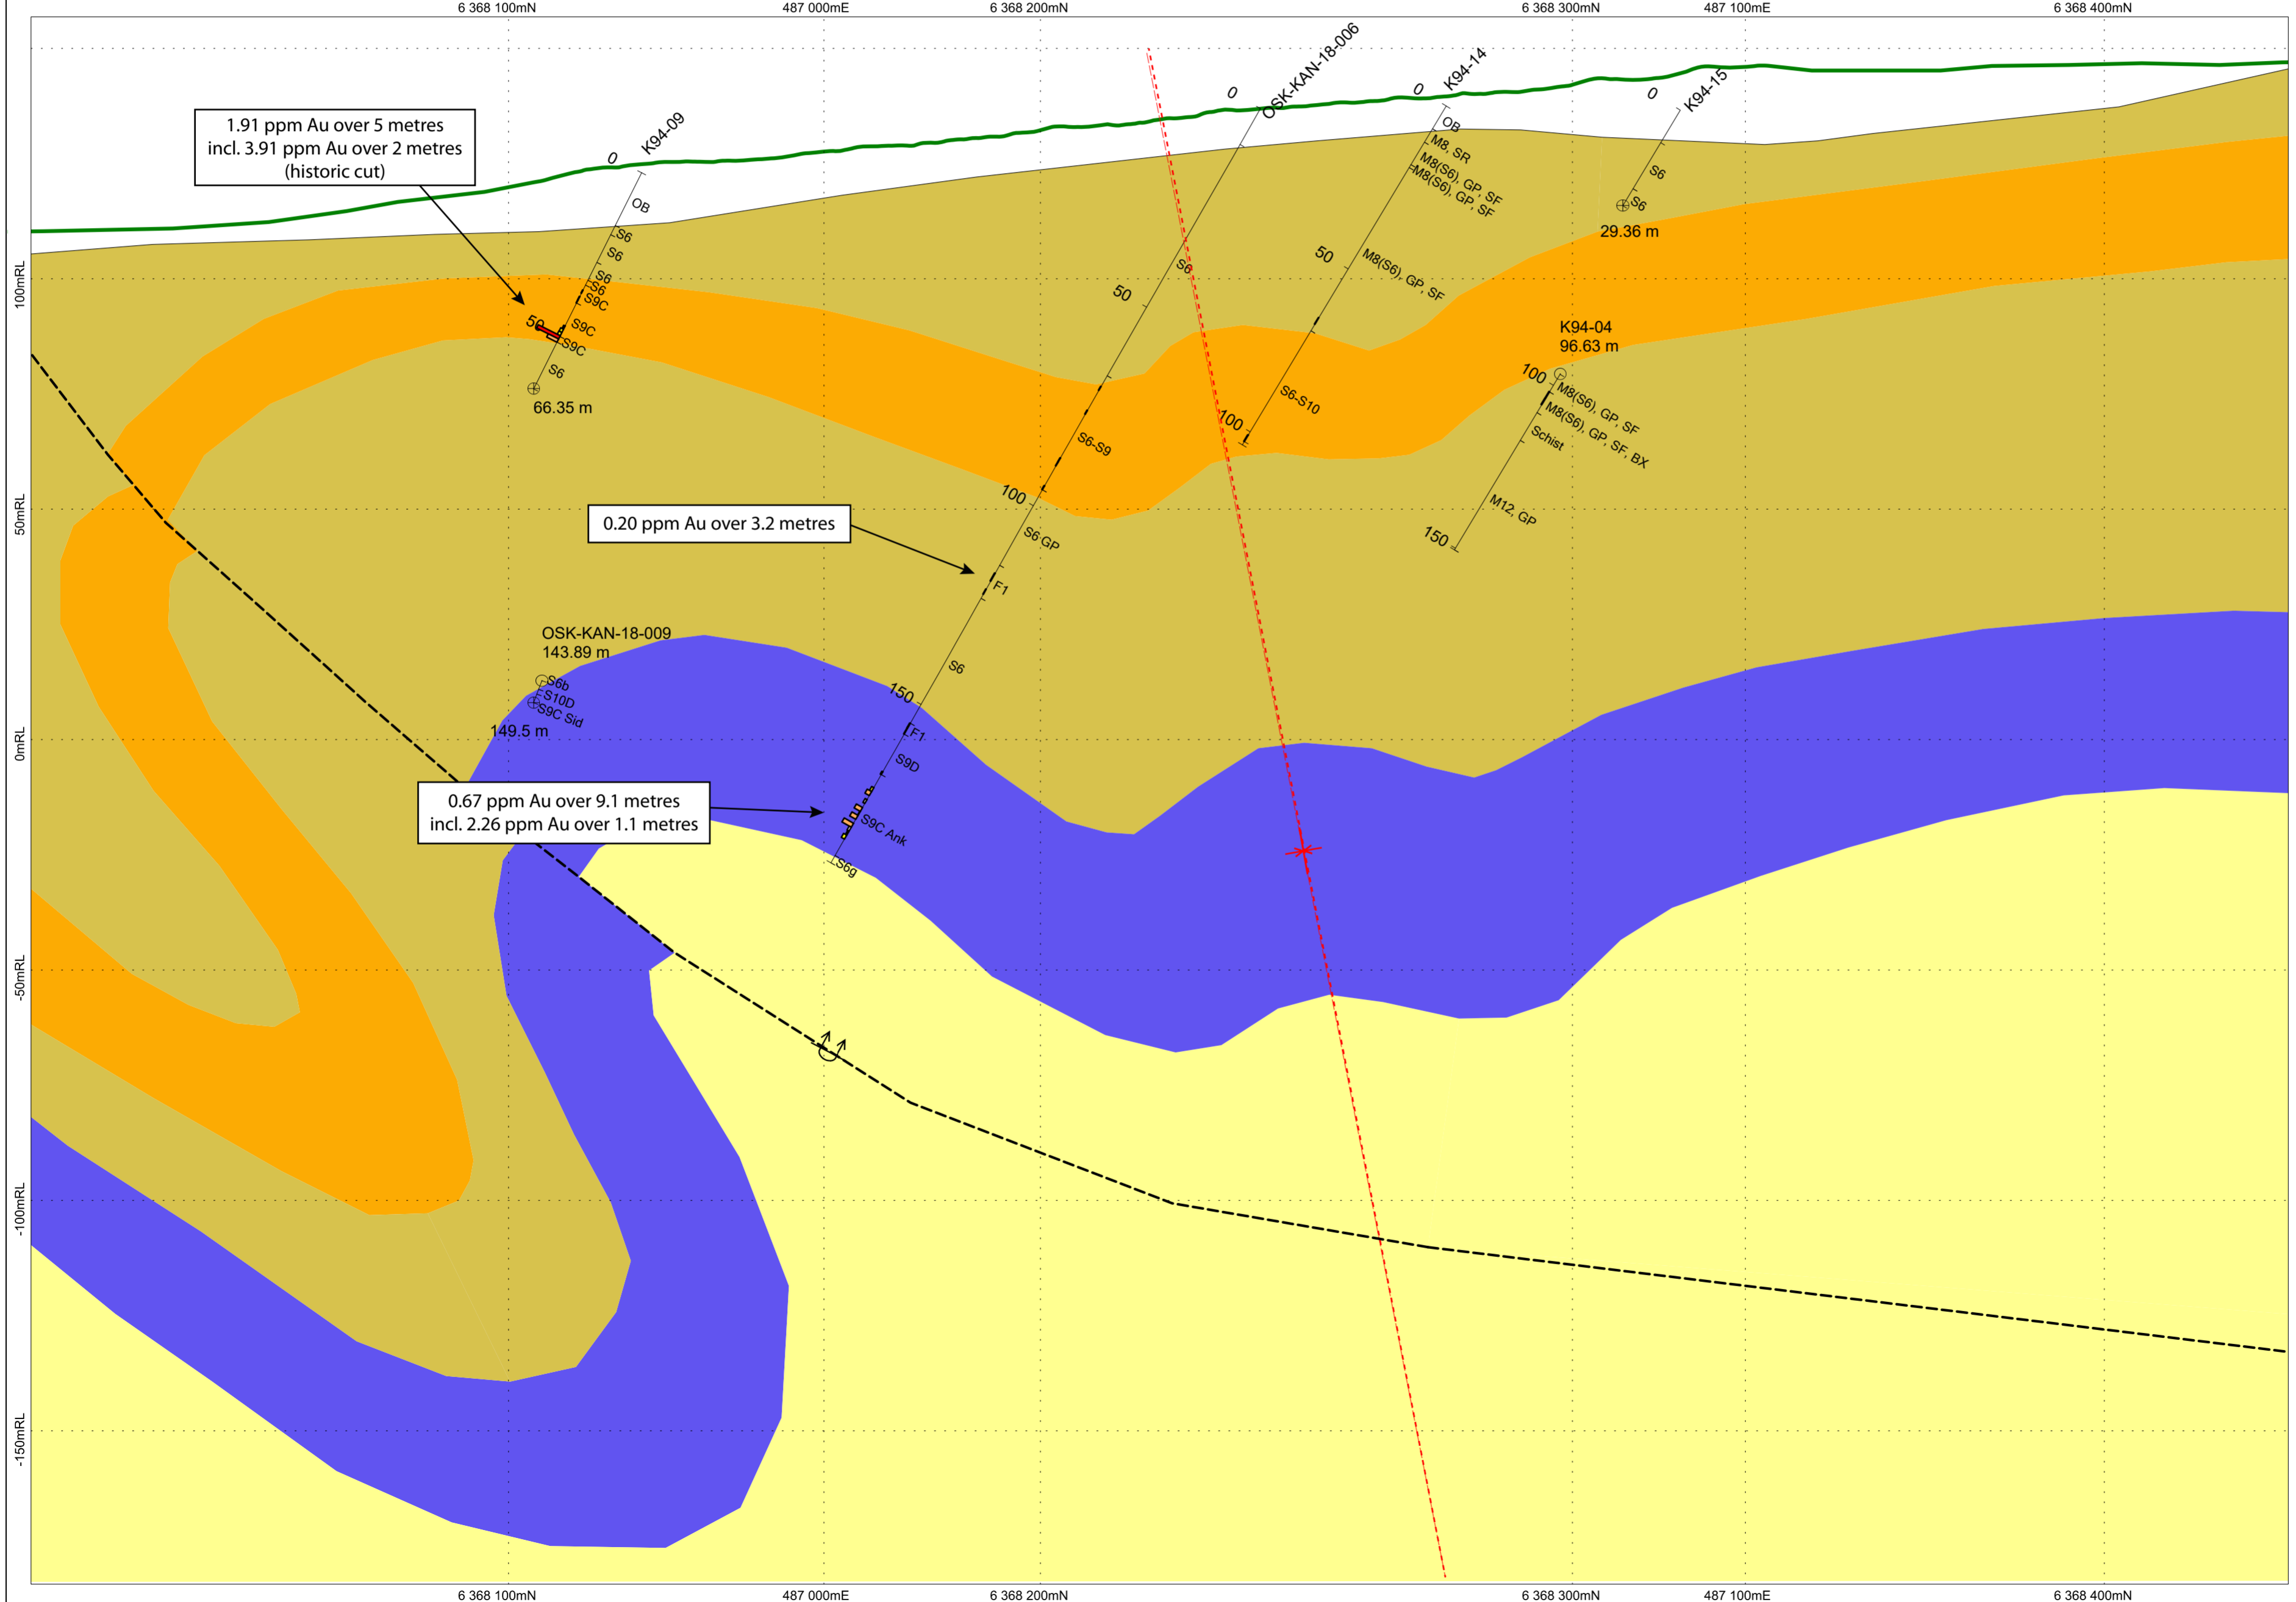 6 368 100mN
487 000mE
6 368 200mN
6 368 300mN
487 100mE
6 368 400mN
1.91 ppm Au over 5 metres
incl. 3.91 ppm Au over 2 metres
(historic cut)
0
K94-09
OB
S6
S6
S6
S6
S9C
50
S9C
S9C
S6
66.35 m
0
OSK-KAN-18-006
S6
50
S6-S9
100
S6 GP
F1
S6
150
F1
S9D
S9C Ank
S6g
0
K94-14
OB
M8, SR
M8(S6), GP, SF
M8(S6), GP, SF
50
M8(S6), GP, SF
S6-S10
100
0
K94-15
S6
S6
29.36 m
K94-04
96.63 m
100
M8(S6), GP, SF
M8(S6), GP, SF, BX
Schist
M12, GP
150
0.20 ppm Au over 3.2 metres
OSK-KAN-18-009
143.89 m
S6b
S10D
S9C Sid
149.5 m
0.67 ppm Au over 9.1 metres
incl. 2.26 ppm Au over 1.1 metres
100mRL
50mRL
0mRL
-50mRL
-100mRL
-150mRL
6 368 100mN
487 000mE
6 368 200mN
6 368 300mN
487 100mE
6 368 400mN